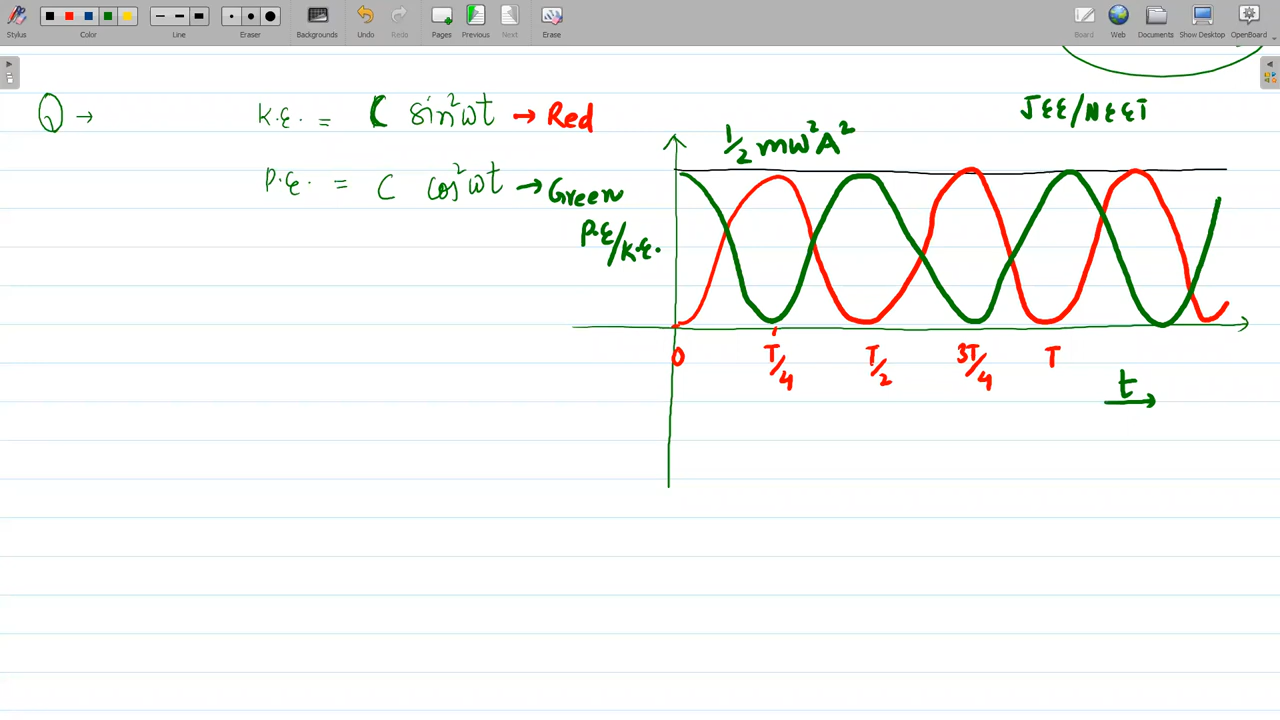 Stylus Color Line Eraser Backgrounds Undo Redo Pages Previous Next Erase Board Web Documents Show Desktop OpenBoard
JEE/NEET
Q → K.E. = C sin²ωt → Red
1/2 mω²A²
P.E. = C cos²ωt → Green
P.E/K.E.
0 T/4 T/2 3T/4 T
t